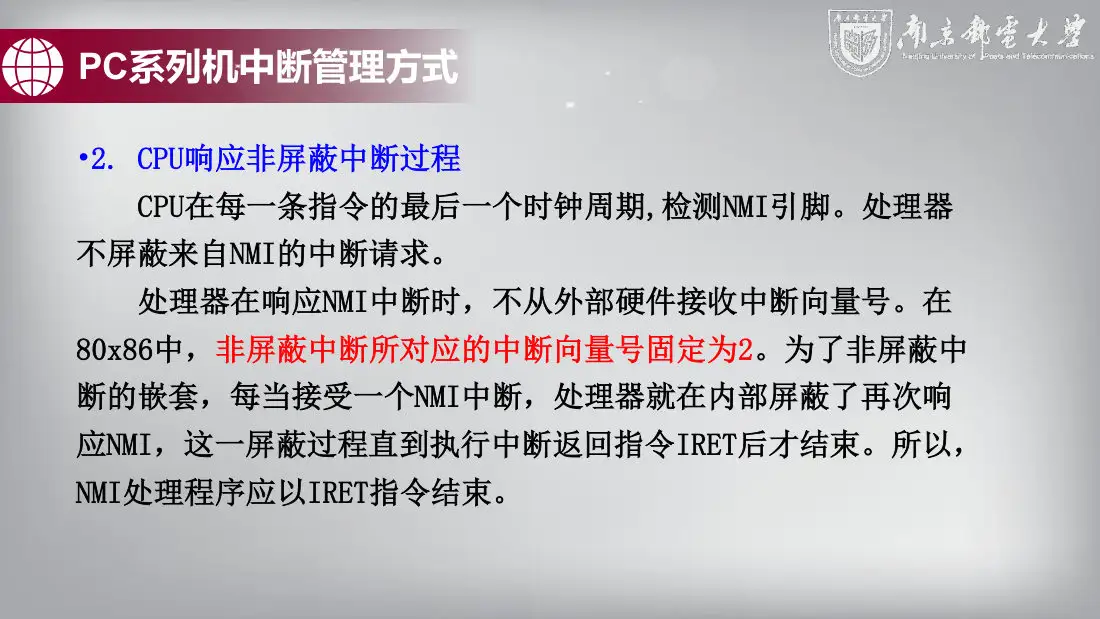 PC系列机中断管理方式
南京邮电大学
Nanjing University of Posts and Telecommunications
•2. CPU响应非屏蔽中断过程
CPU在每一条指令的最后一个时钟周期,检测NMI引脚。处理器
不屏蔽来自NMI的中断请求。
处理器在响应NMI中断时，不从外部硬件接收中断向量号。在
80x86中，非屏蔽中断所对应的中断向量号固定为2。为了非屏蔽中
断的嵌套，每当接受一个NMI中断，处理器就在内部屏蔽了再次响
应NMI，这一屏蔽过程直到执行中断返回指令IRET后才结束。所以，
NMI处理程序应以IRET指令结束。